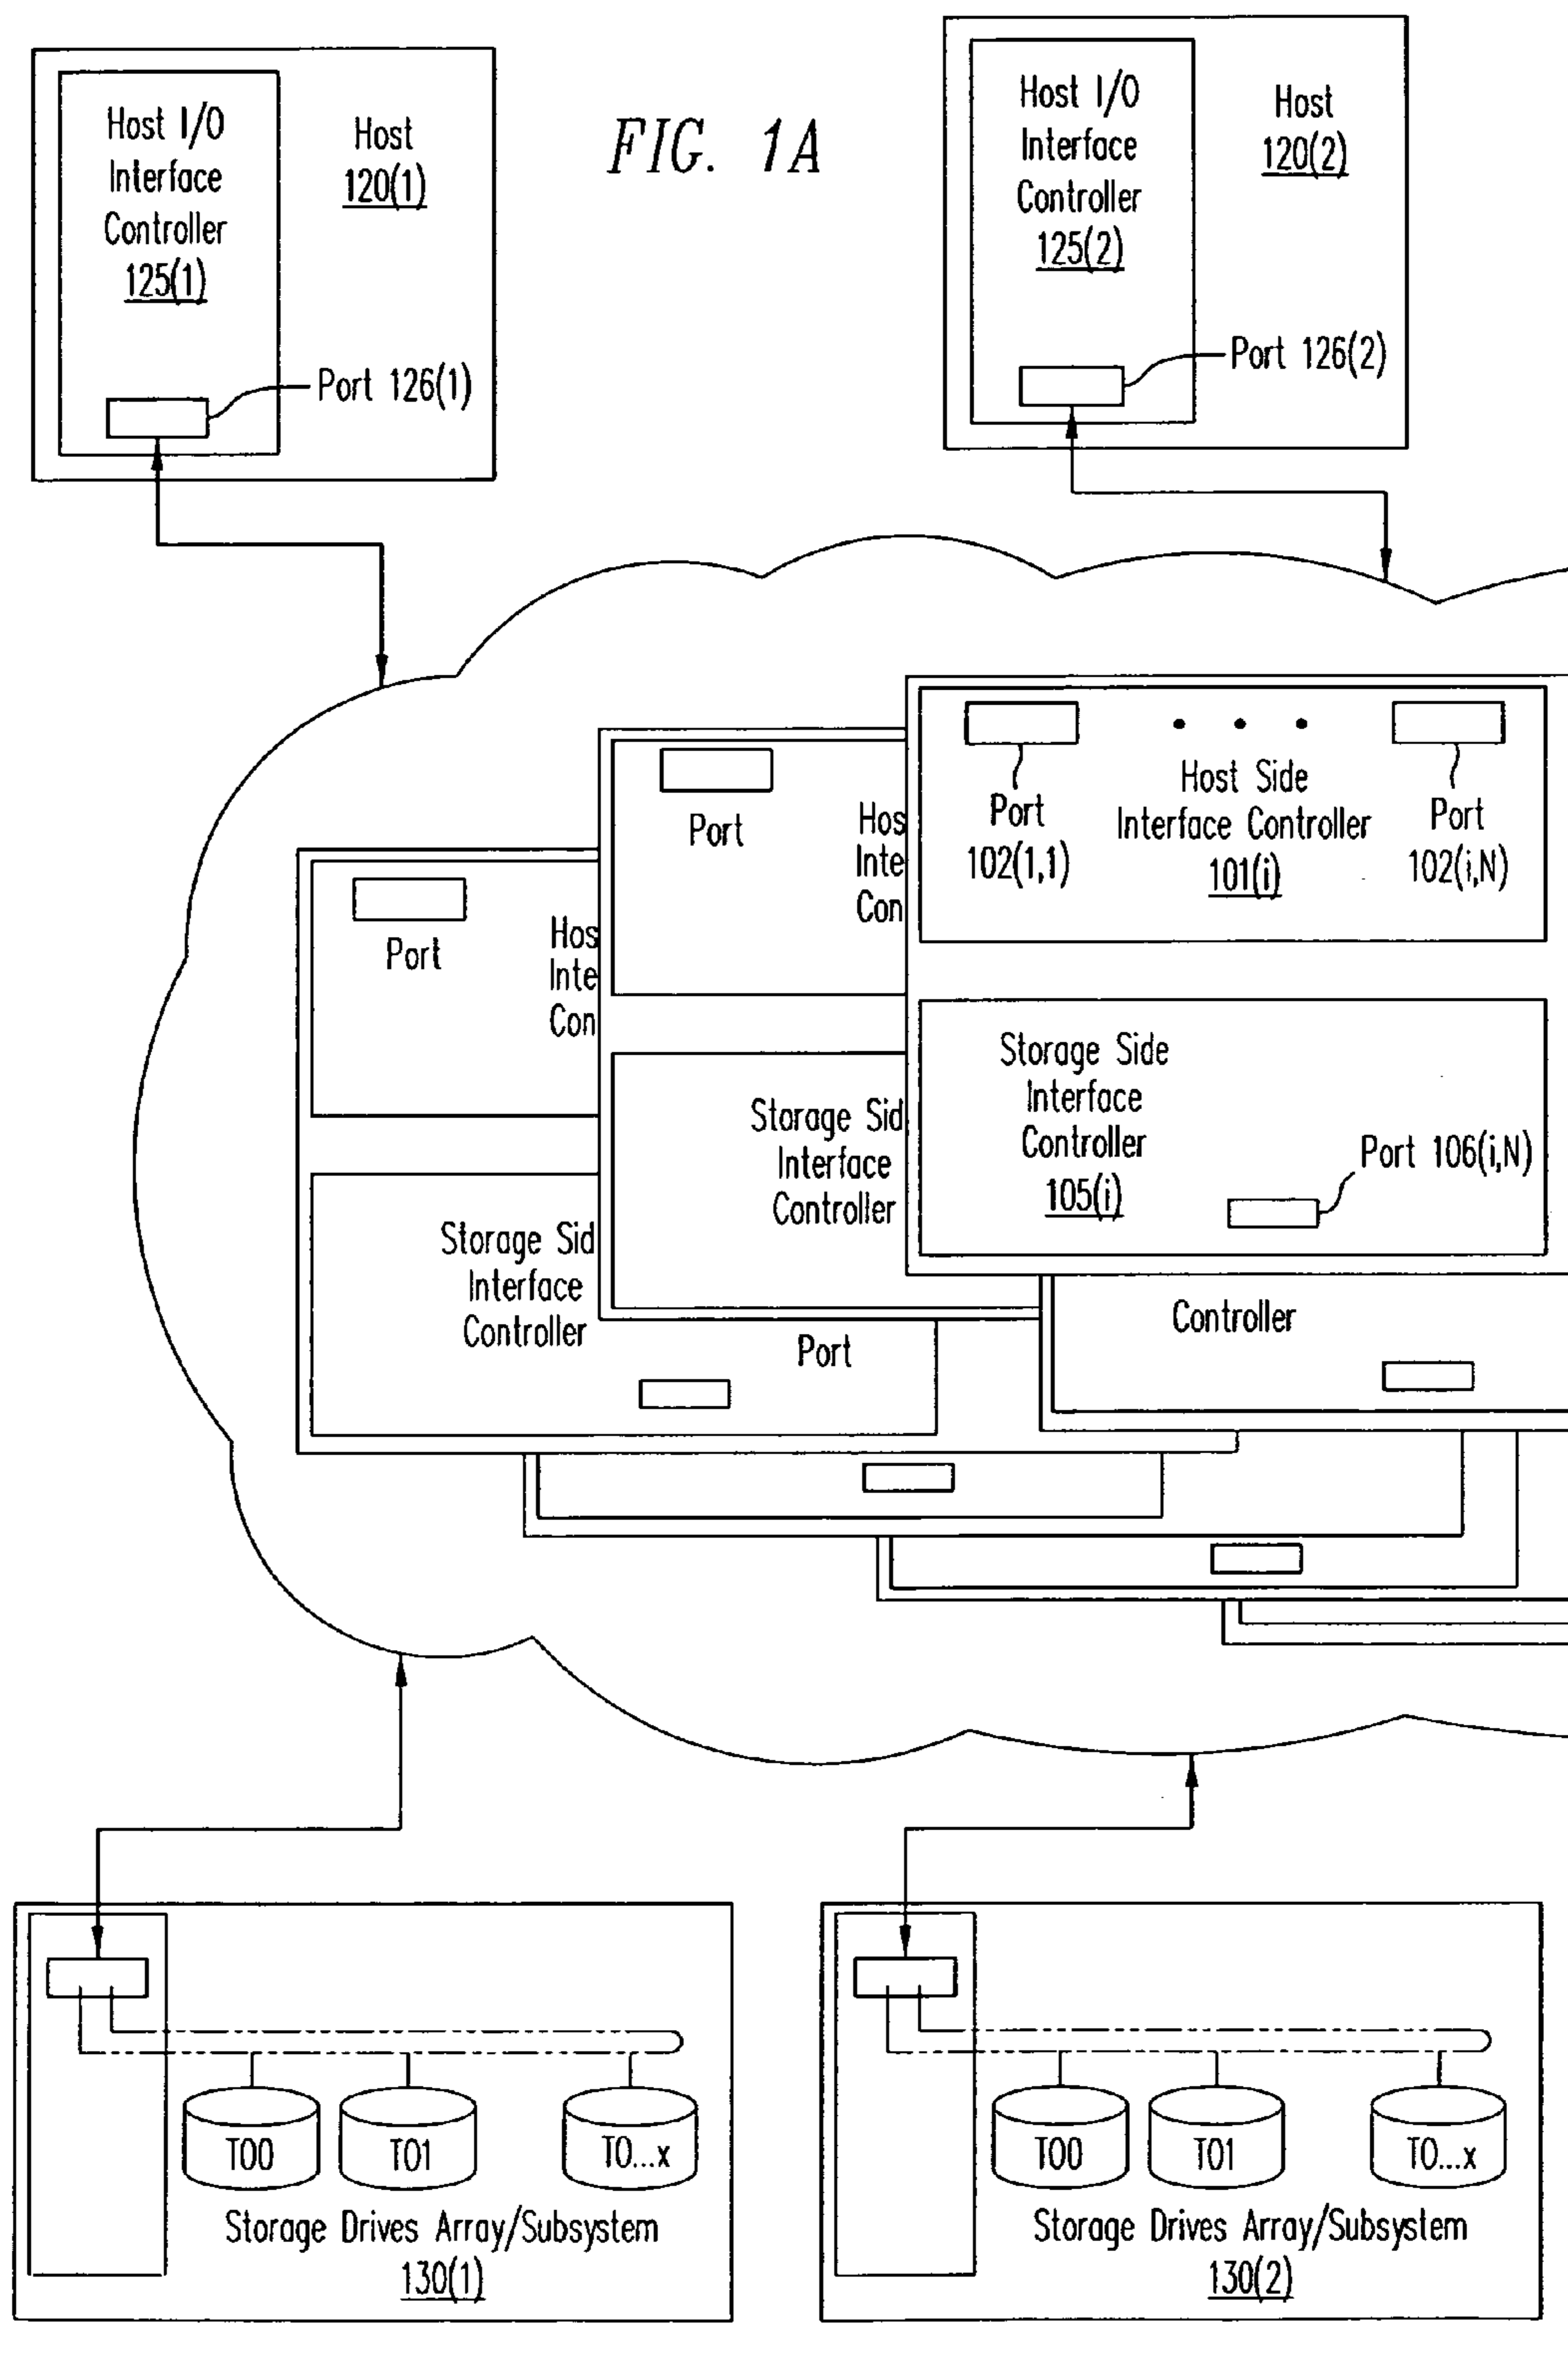 FIG. 1A
Host I/O
Interface
Controller
125(1)
Host
120(1)
Port 126(1)
Host I/O
Interface
Controller
125(2)
Host
120(2)
Port 126(2)
Port
Hos
Inte
Con
Storage Sid
Interface
Controller
Port
Port
Hos
Inte
Con
Storage Sid
Interface
Controller
Port
102(1,1)
Host Side
Interface Controller
101(i)
Port
102(i,N)
Storage Side
Interface
Controller
105(i)
Port 106(i,N)
Controller
T00
T01
T0...x
Storage Drives Array/Subsystem
130(1)
T00
T01
T0...x
Storage Drives Array/Subsystem
130(2)